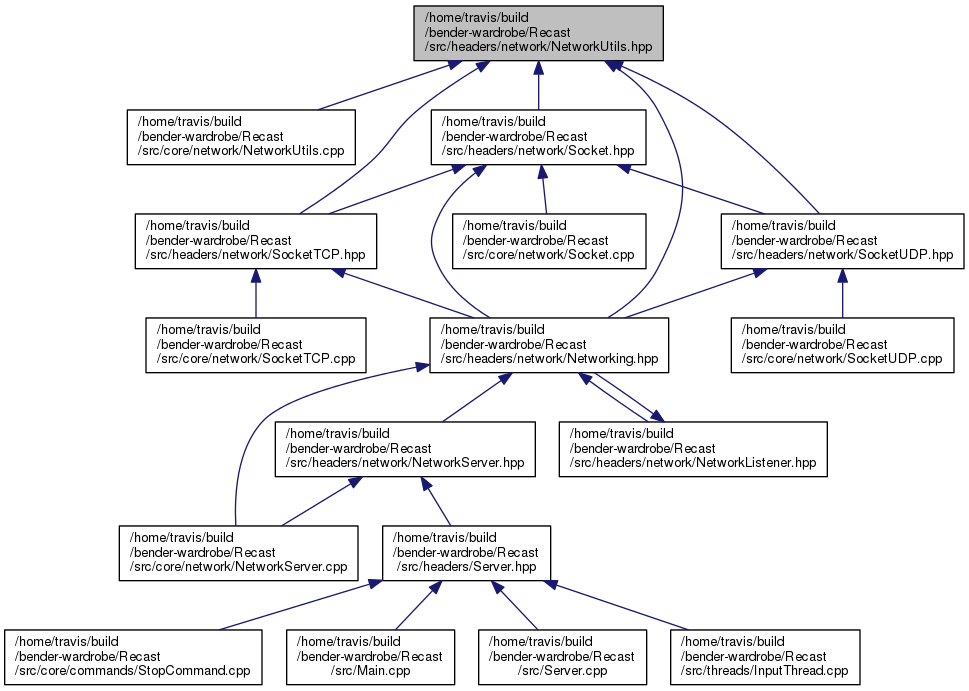 /home/travis/build
/bender-wardrobe/Recast
/src/headers/network/NetworkUtils.hpp
/home/travis/build
/bender-wardrobe/Recast
/src/core/network/NetworkUtils.cpp
/home/travis/build
/bender-wardrobe/Recast
/src/headers/network/Socket.hpp
/home/travis/build
/bender-wardrobe/Recast
/src/headers/network/SocketTCP.hpp
/home/travis/build
/bender-wardrobe/Recast
/src/core/network/Socket.cpp
/home/travis/build
/bender-wardrobe/Recast
/src/headers/network/SocketUDP.hpp
/home/travis/build
/bender-wardrobe/Recast
/src/core/network/SocketTCP.cpp
/home/travis/build
/bender-wardrobe/Recast
/src/headers/network/Networking.hpp
/home/travis/build
/bender-wardrobe/Recast
/src/core/network/SocketUDP.cpp
/home/travis/build
/bender-wardrobe/Recast
/src/headers/network/NetworkServer.hpp
/home/travis/build
/bender-wardrobe/Recast
/src/headers/network/NetworkListener.hpp
/home/travis/build
/bender-wardrobe/Recast
/src/core/network/NetworkServer.cpp
/home/travis/build
/bender-wardrobe/Recast
/src/headers/Server.hpp
/home/travis/build
/bender-wardrobe/Recast
/src/core/commands/StopCommand.cpp
/home/travis/build
/bender-wardrobe/Recast
/src/Main.cpp
/home/travis/build
/bender-wardrobe/Recast
/src/Server.cpp
/home/travis/build
/bender-wardrobe/Recast
/src/threads/InputThread.cpp